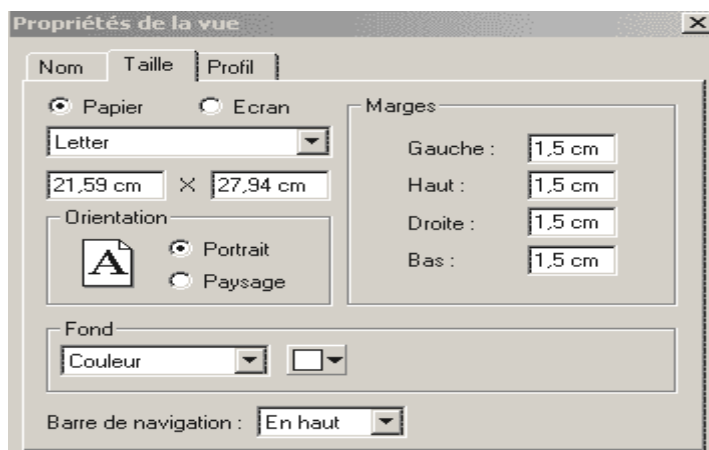 Propriétés de la vue
Nom Taille Profil
Papier Ecran
Letter
21,59 cm X 27,94 cm
Orientation
A
Portrait
Paysage
Marges
Gauche : 1,5 cm
Haut : 1,5 cm
Droite : 1,5 cm
Bas : 1,5 cm
Fond
Couleur
Barre de navigation : En haut